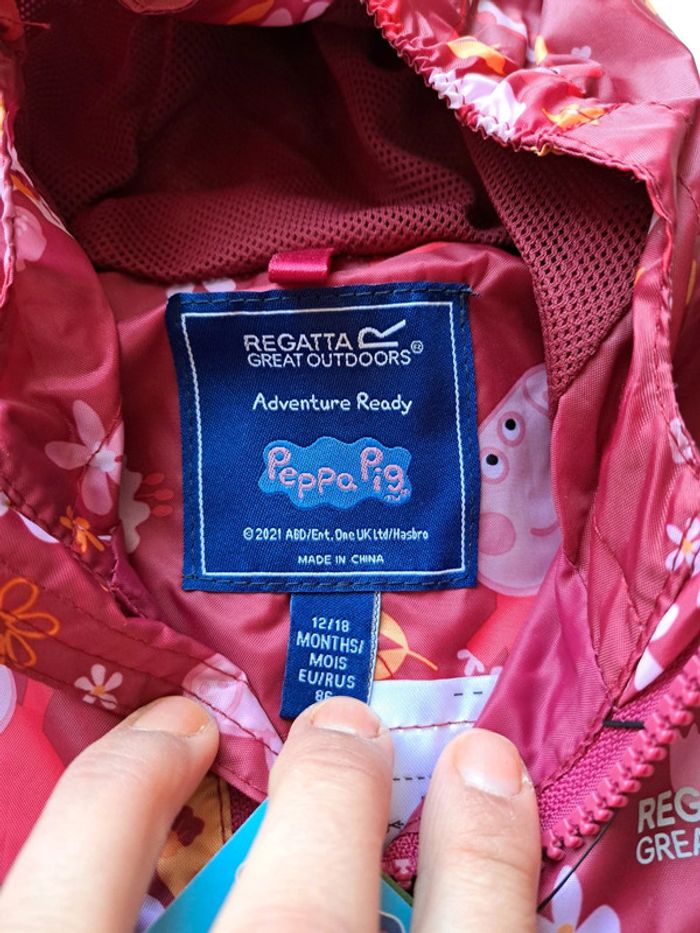 REGATTA
GREAT OUTDOORS
Adventure Ready
Peppa Pig
©2021 ABD/Ent. One UK Ltd/Hasbro
MADE IN CHINA
12/18
MONTHS/
MOIS
EU/RUS
86
REG
GREA